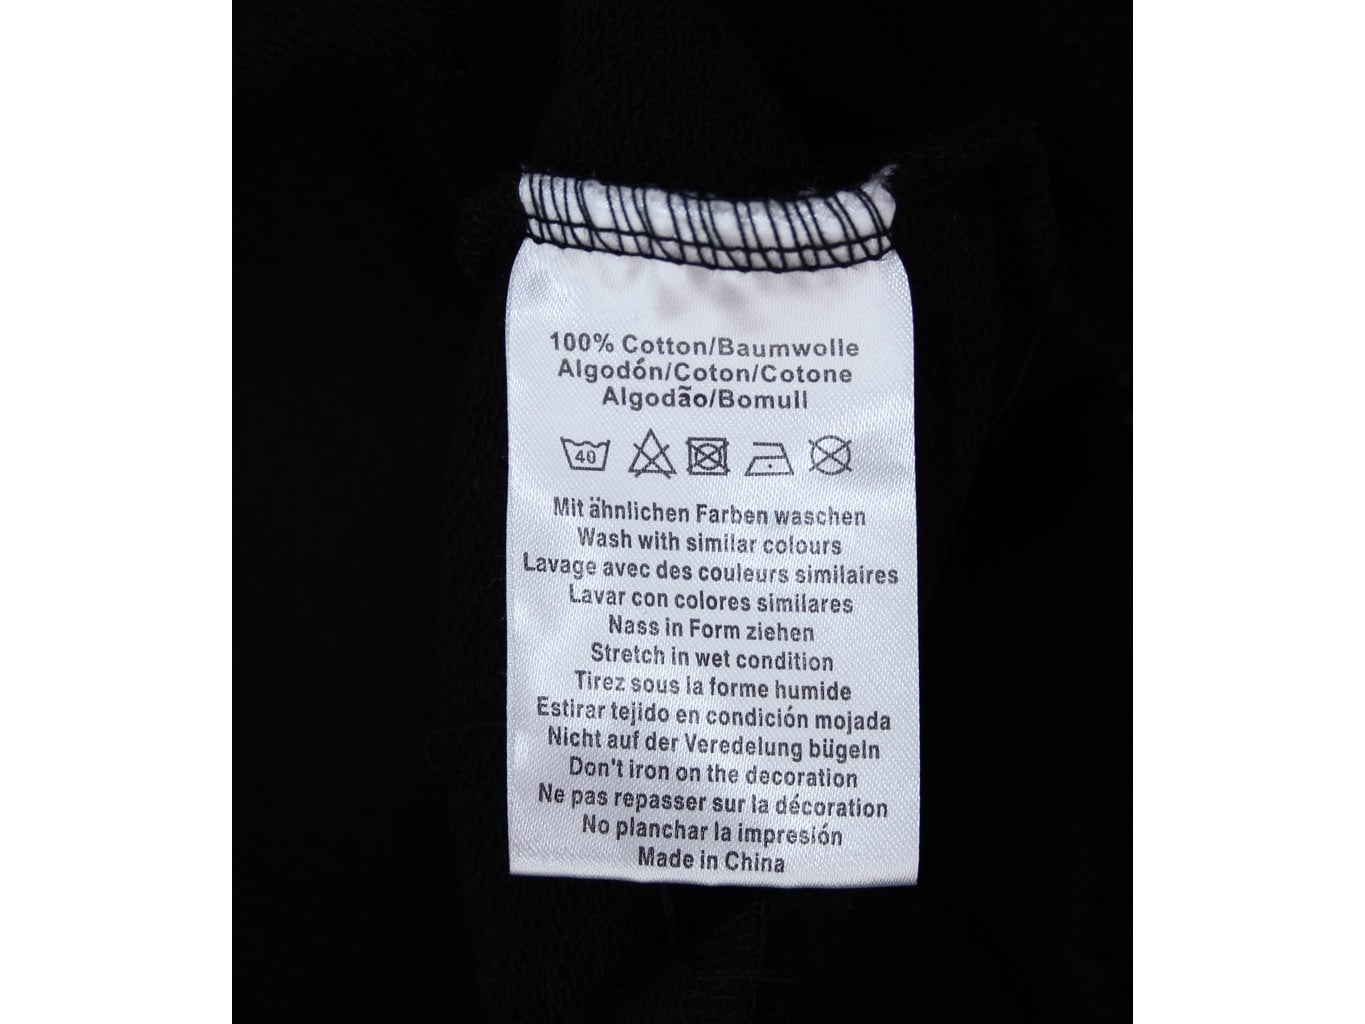 100% Cotton/Baumwolle
Algodón/Coton/Cotone
Algodão/Bomull
40
Mit ähnlichen Farben waschen
Wash with similar colours
Lavage avec des couleurs similaires
Lavar con colores similares
Nass in Form ziehen
Stretch in wet condition
Tirez sous la forme humide
Estirar tejido en condición mojada
Nicht auf der Veredelung bügeln
Don't iron on the decoration
Ne pas repasser sur la décoration
No planchar la impresión
Made in China